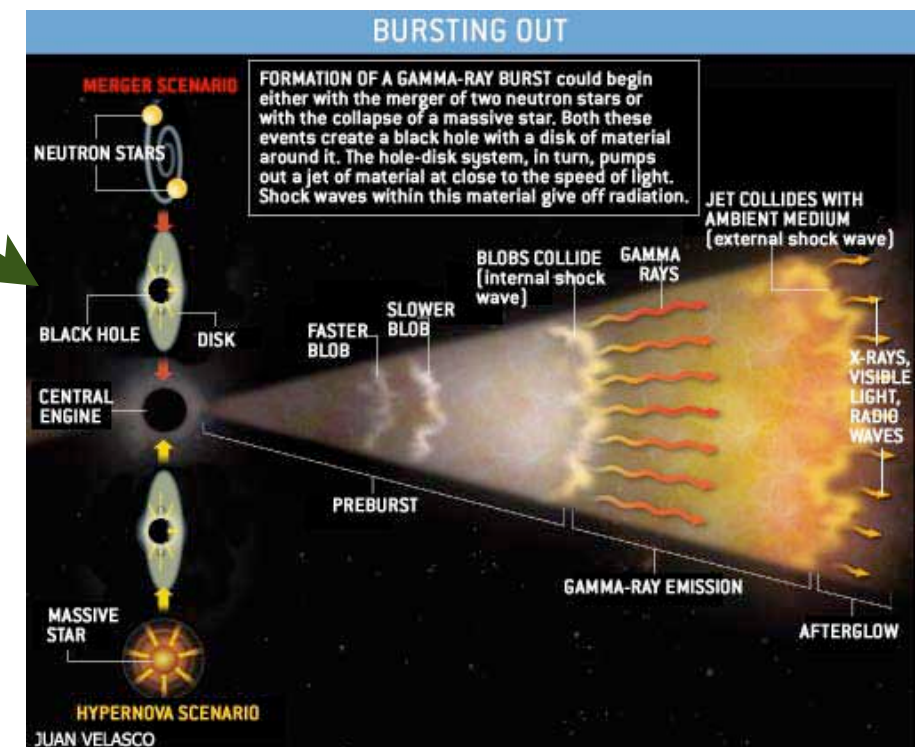 BURSTING OUT
MERGER SCENARIO
FORMATION OF A GAMMA-RAY BURST could begin
either with the merger of two neutron stars or
with the collapse of a massive star. Both these
events create a black hole with a disk of material
around it. The hole-disk system, in turn, pumps
out a jet of material at close to the speed of light.
Shock waves within this material give off radiation.
NEUTRON STARS
BLACK HOLE
DISK
CENTRAL
ENGINE
MASSIVE
STAR
HYPERNOVA SCENARIO
FASTER
BLOB
SLOWER
BLOB
BLOBS COLLIDE
(internal shock
wave)
GAMMA
RAYS
JET COLLIDES WITH
AMBIENT MEDIUM
(external shock wave)
X-RAYS,
VISIBLE
LIGHT,
RADIO
WAVES
PREBURST
GAMMA-RAY EMISSION
AFTERGLOW
JUAN VELASCO